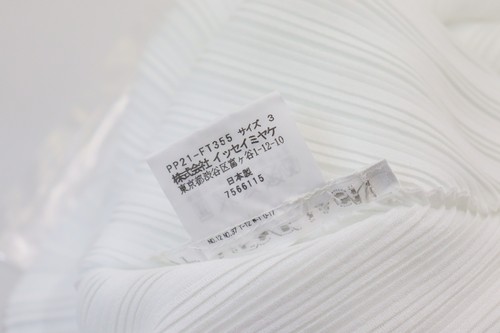 PP21-FT355 サイズ 3
株式会社 イッセイミヤケ
東京都渋谷区富ヶ谷1-12-10
日本製
7566115